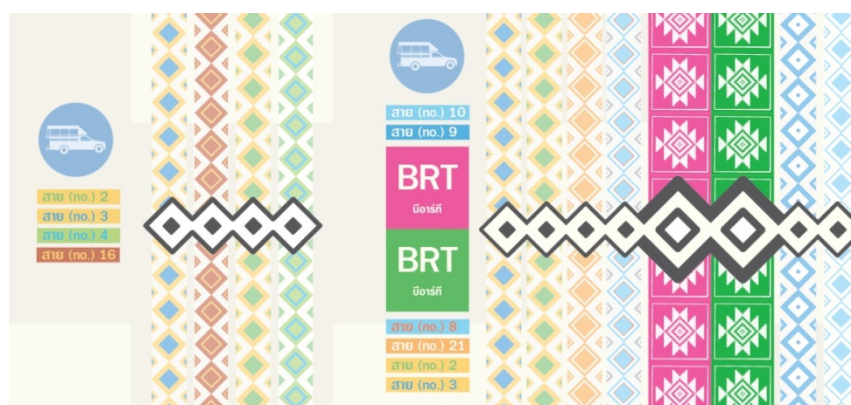 สาย (no.) 2
สาย (no.) 3
สาย (no.) 4
สาย (no.) 16
สาย (no.) 10
สาย (no.) 9
BRT
บีอาร์ที
BRT
บีอาร์ที
สาย (no.) 8
สาย (no.) 21
สาย (no.) 2
สาย (no.) 3